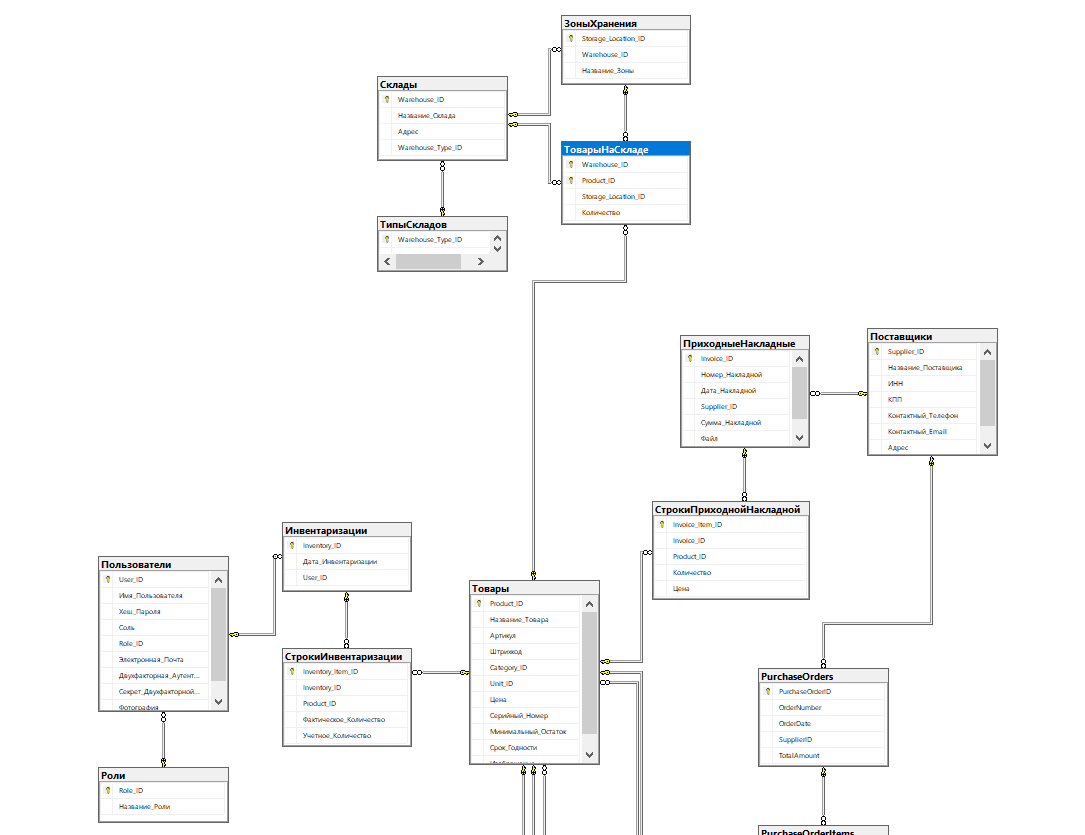 ЗоныХранения
Storage_Location_ID
Warehouse_ID
Название_Зоны
Склады
Warehouse_ID
Название_Склада
Адрес
Warehouse_Type_ID
ТоварыНаСкладе
Warehouse_ID
Product_ID
Storage_Location_ID
Количество
ТипыСкладов
Warehouse_Type_ID
ПриходныеНакладные
Invoice_ID
Номер_Накладной
Дата_Накладной
Supplier_ID
Сумма_Накладной
Файл
Поставщики
Supplier_ID
Название_Поставщика
ИНН
КПП
Контактный_Телефон
Контактный_Email
Адрес
СтрокиПриходнойНакладной
Invoice_Item_ID
Invoice_ID
Product_ID
Количество
Цена
Инвентаризации
Inventory_ID
Дата_Инвентаризации
User_ID
Пользователи
User_ID
Имя_Пользователя
Хеш_Пароля
Соль
Role_ID
Электронная_Почта
Двухфакторная_Аутент...
Секрет_Двухфакторной...
Фотография
Товары
Product_ID
Название_Товара
Артикул
Штрихкод
Category_ID
Unit_ID
Цена
Серийный_Номер
Минимальный_Остаток
Срок_Годности
СтрокиИнвентаризации
Inventory_Item_ID
Inventory_ID
Product_ID
Фактическое_Количество
Учетное_Количество
PurchaseOrders
PurchaseOrderID
OrderNumber
OrderDate
SupplierID
TotalAmount
Роли
Role_ID
Название_Роли
PurchaseOrderItems